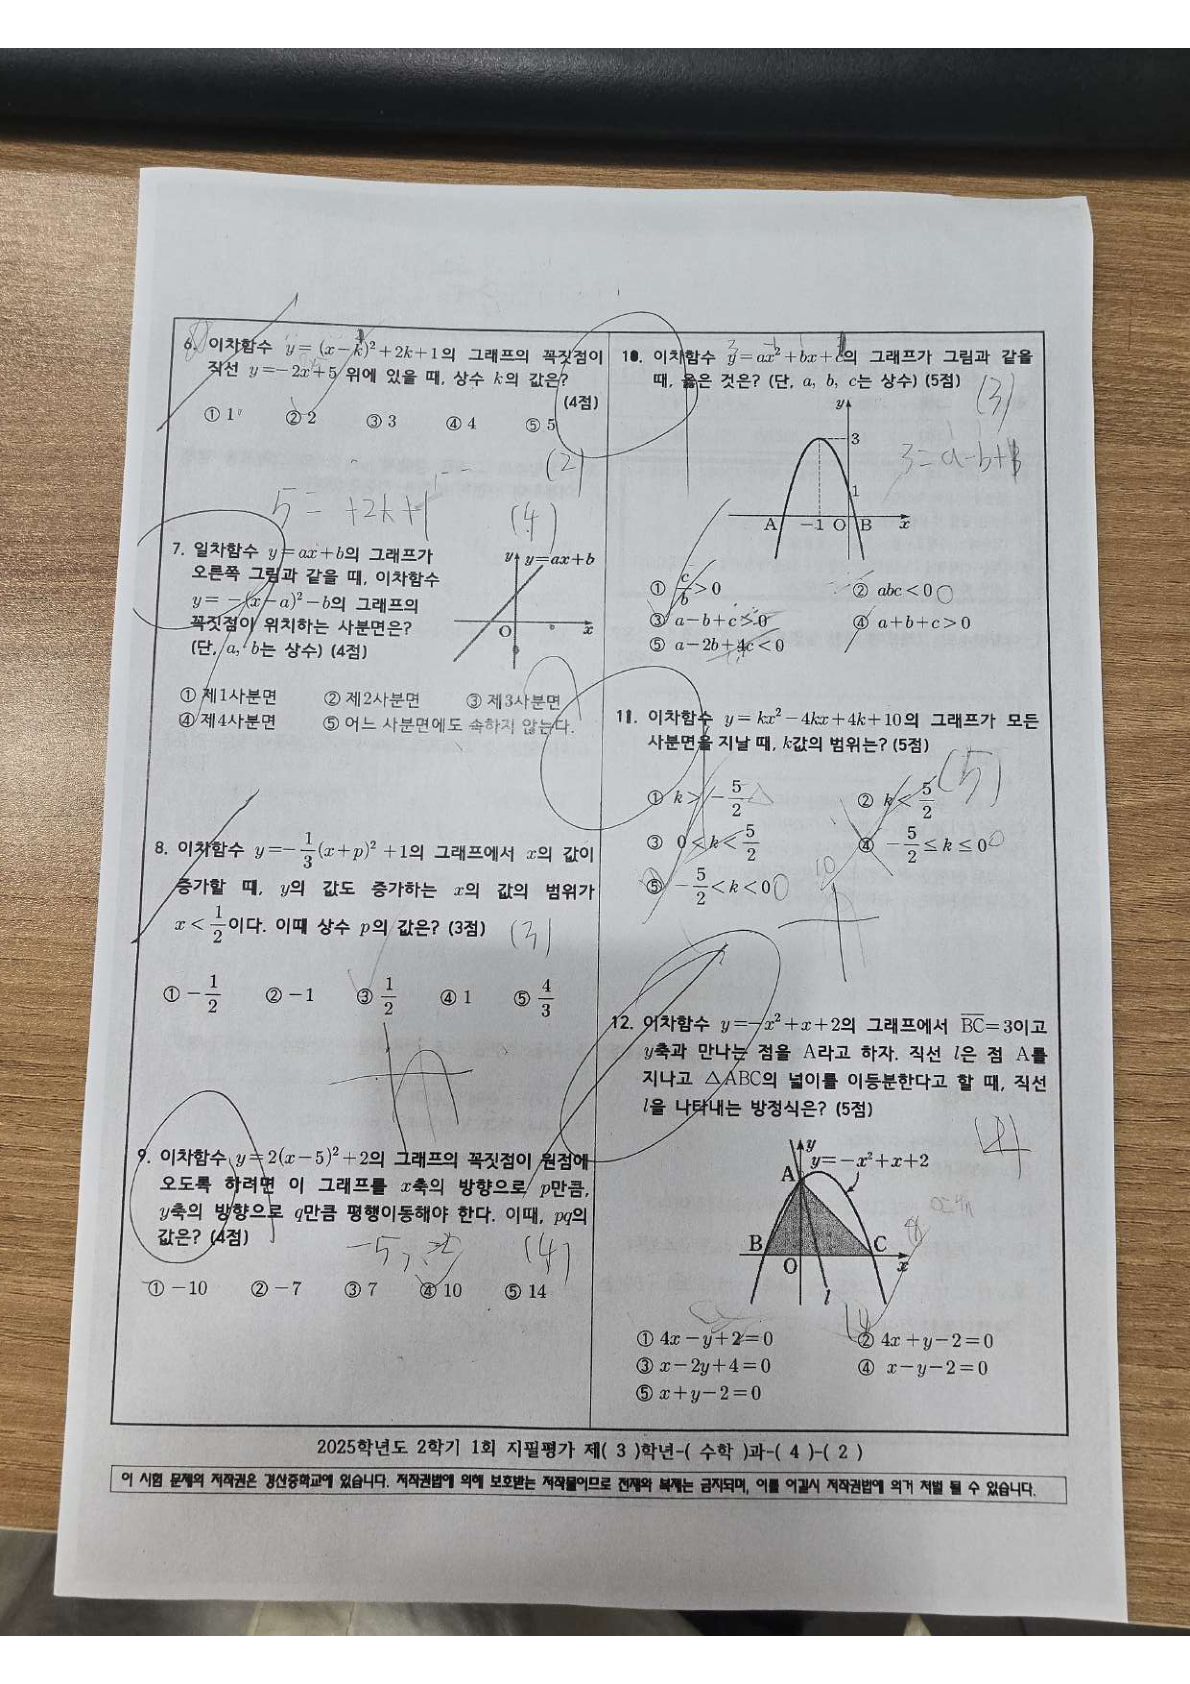 6. 이차함수 y=(x-k)²+2k+1의 그래프의 꼭짓점이
직선 y=-2x+5 위에 있을 때, 상수 k의 값은?
(4점)
① 1 ② 2 ③ 3 ④ 4 ⑤ 5
(2)
5 = +2k+1
(4)
7. 일차함수 y=ax+b의 그래프가
오른쪽 그림과 같을 때, 이차함수
y=-(x-a)²-b의 그래프의
꼭짓점이 위치하는 사분면은?
(단, a, b는 상수) (4점)
y y=ax+b
O x
① 제1사분면 ② 제2사분면 ③ 제3사분면
④ 제4사분면 ⑤ 어느 사분면에도 속하지 않는다.
8. 이차함수 y=-1/3(x+p)²+1의 그래프에서 x의 값이
증가할 때, y의 값도 증가하는 x의 값의 범위가
x<1/2이다. 이때 상수 p의 값은? (3점)
(3)
① -1/2 ② -1 ③ 1/2 ④ 1 ⑤ 4/3
9. 이차함수 y=2(x-5)²+2의 그래프의 꼭짓점이 원점에
오도록 하려면 이 그래프를 x축의 방향으로 p만큼,
y축의 방향으로 q만큼 평행이동해야 한다. 이때, pq의
값은? (4점)
-5, -2 (4)
① -10 ② -7 ③ 7 ④ 10 ⑤ 14
10. 이차함수 y=ax²+bx+c의 그래프가 그림과 같을
때, 옳은 것은? (단, a, b, c는 상수) (5점)
(3)
y
3
3=a-b+1
1
A -1 O B x
① c/b>0 ② abc<0
③ a-b+c>0 ④ a+b+c>0
⑤ a-2b+4c<0
11. 이차함수 y=kx²-4kx+4k+10의 그래프가 모든
사분면을 지날 때, k값의 범위는? (5점)
(5)
① k>-5/2 ② k<5/2
③ 0<k<5/2 ④ -5/2≤k≤0
⑤ -5/2<k<0
10
12. 이차함수 y=-x²+x+2의 그래프에서 BC=3이고
y축과 만나는 점을 A라고 하자. 직선 l은 점 A를
지나고 △ABC의 넓이를 이등분한다고 할 때, 직선
l을 나타내는 방정식은? (5점)
(4)
y
A y=-x²+x+2
B C
O x
l
① 4x-y+2=0 ② 4x+y-2=0
③ x-2y+4=0 ④ x-y-2=0
⑤ x+y-2=0
2025학년도 2학기 1회 지필평가 제( 3 )학년-( 수학 )과-( 4 )-( 2 )
이 시험 문제의 저작권은 경산중학교에 있습니다. 저작권법에 의해 보호받는 저작물이므로 전재와 복제는 금지되며, 이를 어길시 저작권법에 의거 처벌 될 수 있습니다.